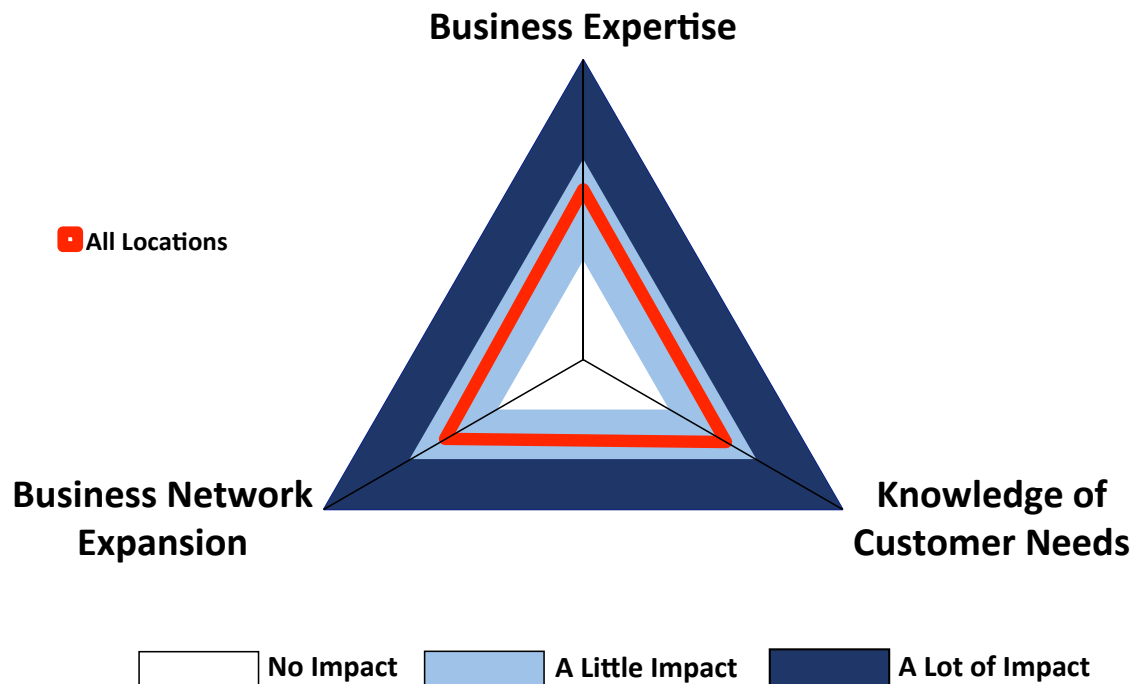 Business Expertise
All Locations
Business Network
Expansion
Knowledge of
Customer Needs
No Impact
A Little Impact
A Lot of Impact